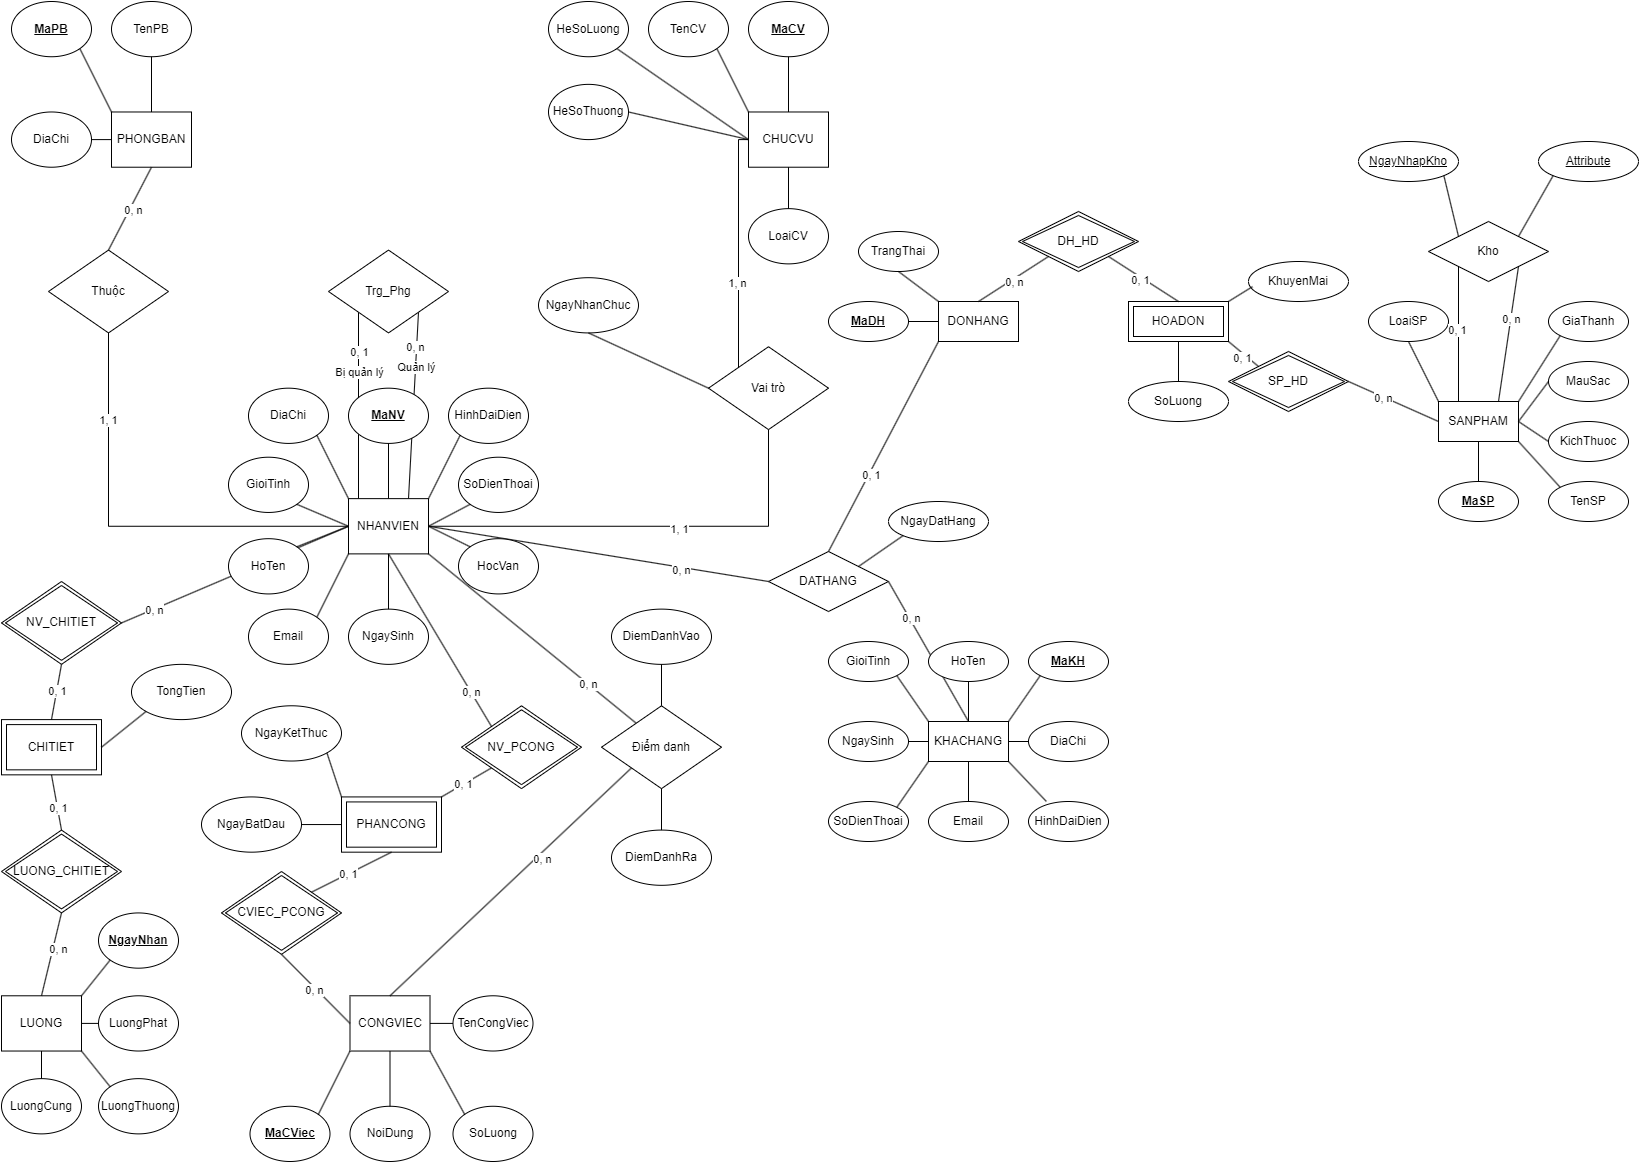 MaPB
TenPB
DiaChi
PHONGBAN
0, n
Thuộc
1, 1
HeSoLuong
TenCV
MaCV
HeSoThuong
CHUCVU
LoaiCV
1, n
NgayNhanChuc
Vai trò
1, 1
Trg_Phg
0, 1
Bị quản lý
0, n
Quản lý
DiaChi
MaNV
HinhDaiDien
GioiTinh
SoDienThoai
NHANVIEN
HoTen
HocVan
Email
NgaySinh
TrangThai
MaDH
DONHANG
0, n
DH_HD
0, 1
HOADON
KhuyenMai
SoLuong
0, 1
SP_HD
0, n
NgayNhapKho
Attribute
Kho
0, 1
0, n
LoaiSP
GiaThanh
MauSac
SANPHAM
KichThuoc
MaSP
TenSP
0, 1
NgayDatHang
0, n
DATHANG
0, n
GioiTinh
HoTen
MaKH
NgaySinh
KHACHANG
DiaChi
SoDienThoai
Email
HinhDaiDien
NV_CHITIET
0, n
0, 1
TongTien
CHITIET
0, 1
LUONG_CHITIET
0, n
NgayNhan
LUONG
LuongPhat
LuongCung
LuongThuong
0, n
NV_PCONG
0, 1
NgayKetThuc
NgayBatDau
PHANCONG
0, 1
CVIEC_PCONG
0, n
DiemDanhVao
0, n
Điểm danh
DiemDanhRa
0, n
CONGVIEC
TenCongViec
MaCViec
NoiDung
SoLuong